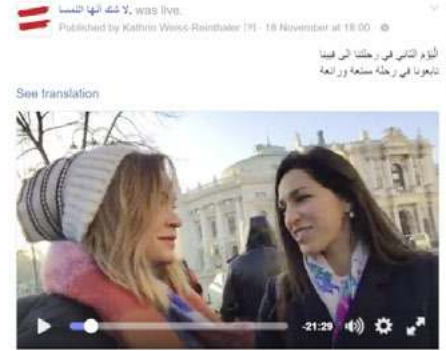 لا شك أنها النمسا. was live.
Published by Kathrin Weiss-Reinthaler [?] · 18 November at 18:00 ·
اليوم الثاني في رحلتنا الى فيينا
تابعونا في رحلة ممتعة ورائعة
See translation
-21:29